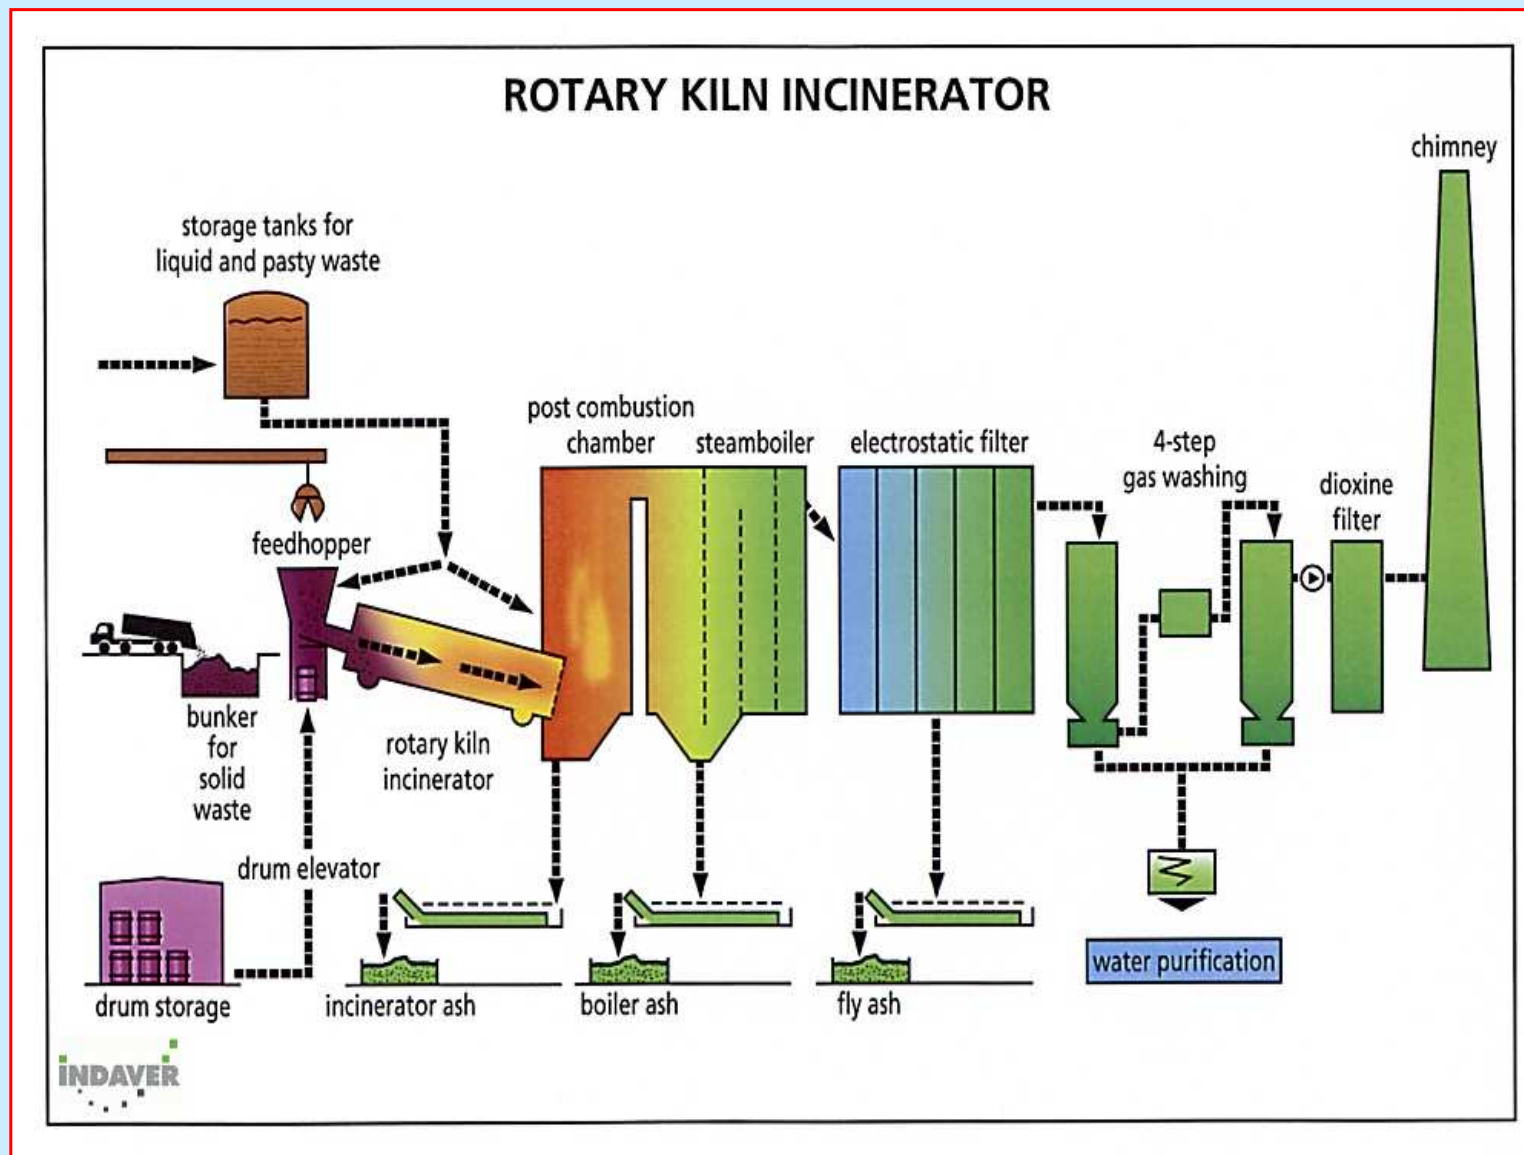 ROTARY KILN INCINERATOR
chimney
storage tanks for
liquid and pasty waste
post combustion
chamber
steamboiler
electrostatic filter
4-step
gas washing
dioxine
filter
feedhopper
bunker
for
solid
waste
rotary kiln
incinerator
drum elevator
drum storage
incinerator ash
boiler ash
fly ash
water purification
INDAVER